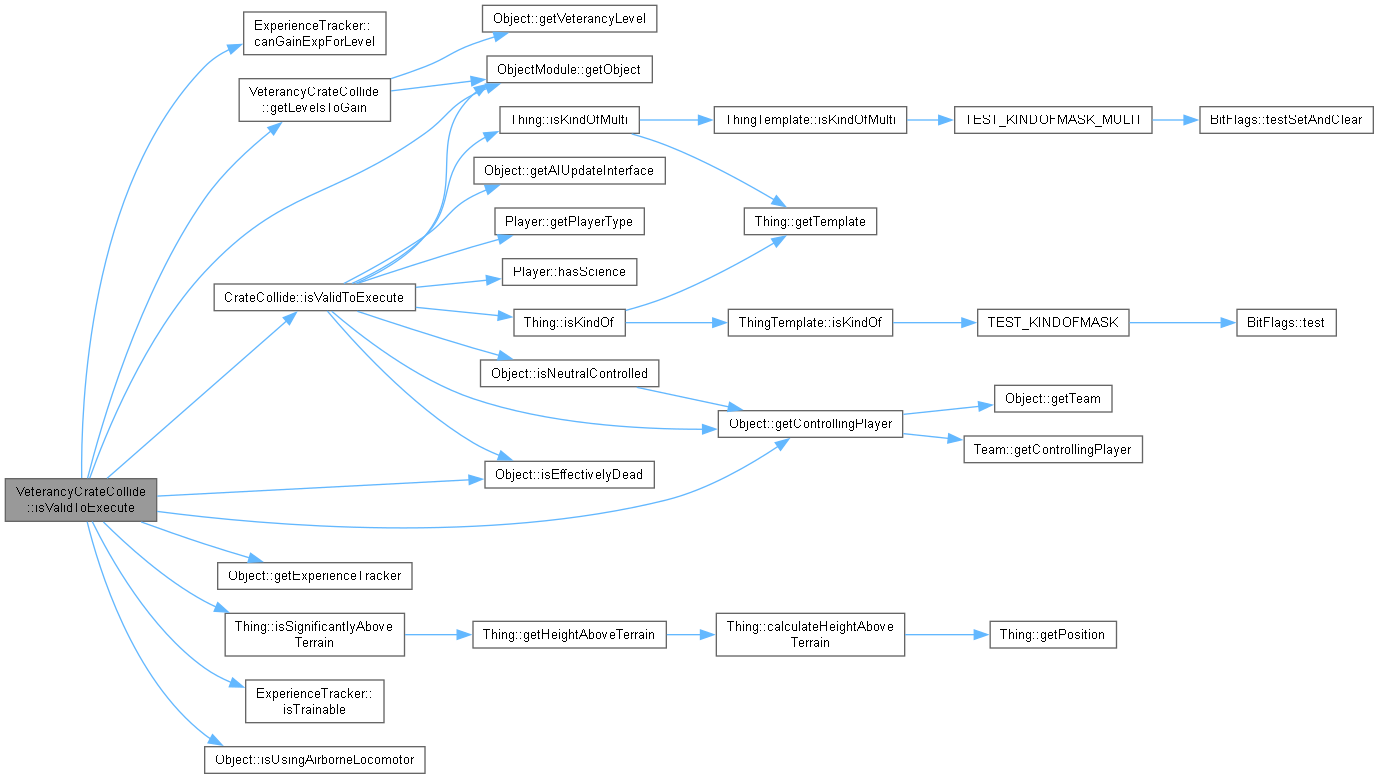 ExperienceTracker::
canGainExpForLevel
Object::getVeterancyLevel
VeterancyCrateCollide
::getLevelsToGain
ObjectModule::getObject
Thing::isKindOfMulti
ThingTemplate::isKindOfMulti
TEST_KINDOFMASK_MULTI
BitFlags::testSetAndClear
Object::getAIUpdateInterface
Player::getPlayerType
Thing::getTemplate
Player::hasScience
CrateCollide::isValidToExecute
Thing::isKindOf
ThingTemplate::isKindOf
TEST_KINDOFMASK
BitFlags::test
Object::isNeutralControlled
Object::getTeam
Object::getControllingPlayer
Team::getControllingPlayer
Object::isEffectivelyDead
VeterancyCrateCollide
::isValidToExecute
Object::getExperienceTracker
Thing::isSignificantlyAbove
Terrain
Thing::getHeightAboveTerrain
Thing::calculateHeightAbove
Terrain
Thing::getPosition
ExperienceTracker::
isTrainable
Object::isUsingAirborneLocomotor